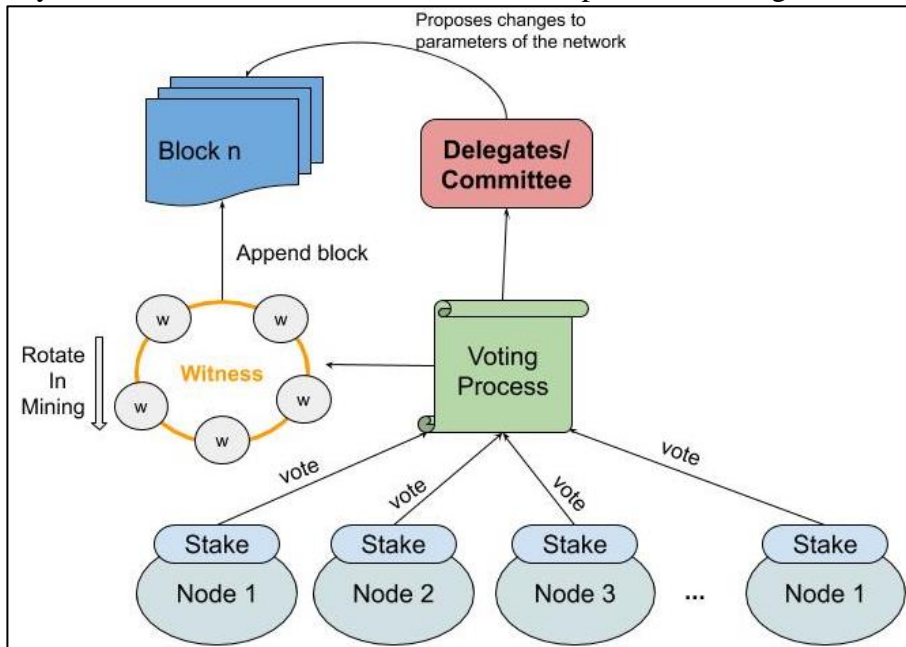 Proposes changes to
parameters of the network
Block n
Delegates/
Committee
Append block
w
w
w
w
w
Witness
Rotate
In
Mining
Voting
Process
vote
vote
vote
vote
Stake
Stake
Stake
Stake
Node 1
Node 2
Node 3
...
Node 1